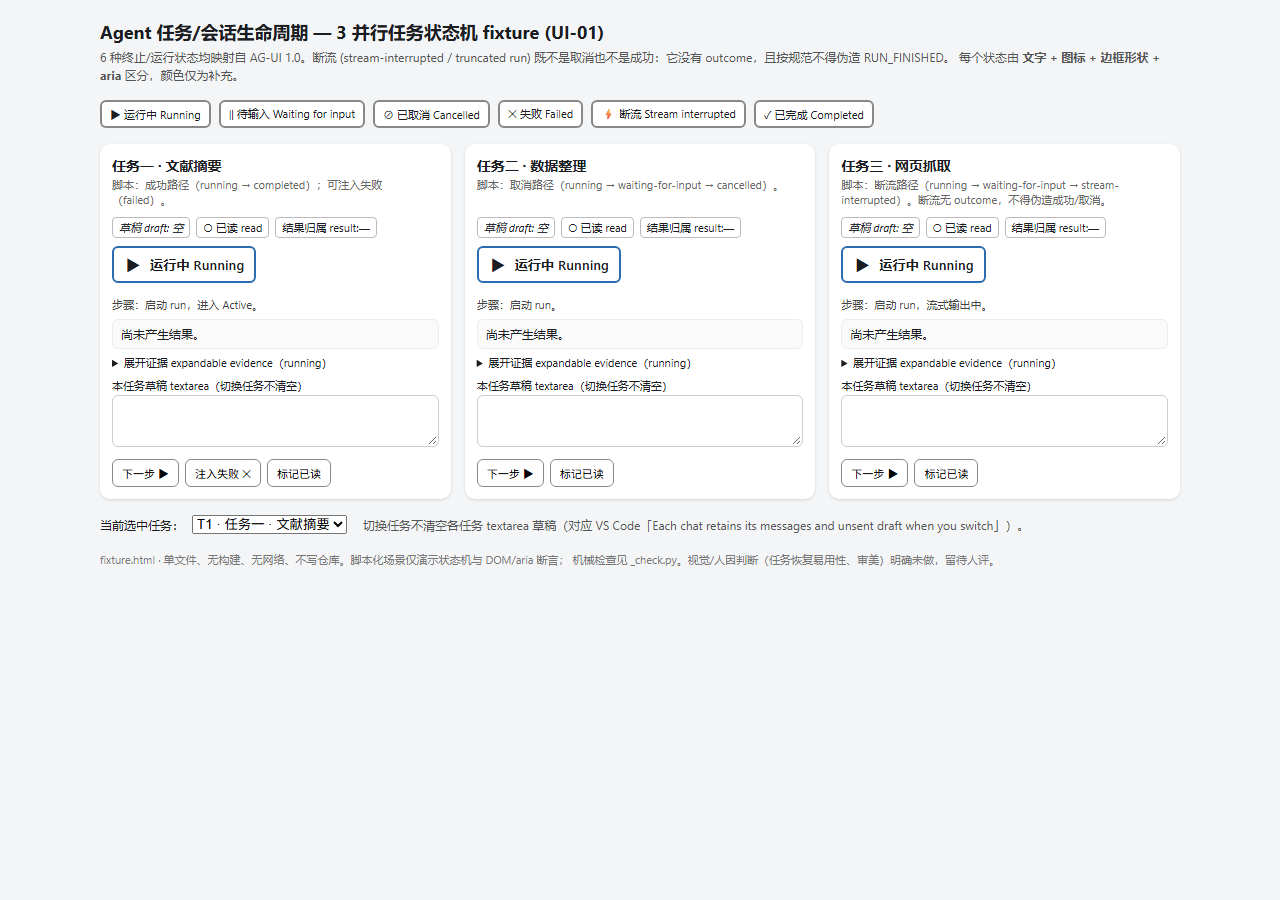 Agent 任务/会话生命周期 — 3 并行任务状态机 fixture (UI-01)
6 种终止/运行状态均映射自 AG-UI 1.0。断流 (stream-interrupted / truncated run) 既不是取消也不是成功：它没有 outcome，且按规范不得伪造 RUN_FINISHED。 每个状态由 文字 + 图标 + 边框形状 +
aria 区分，颜色仅为补充。
▶ 运行中 Running
‖ 待输入 Waiting for input
⊘ 已取消 Cancelled
✕ 失败 Failed
⚡ 断流 Stream interrupted
✓ 已完成 Completed
任务一 · 文献摘要
脚本：成功路径（running → completed）；可注入失败
（failed）。
草稿 draft: 空
○ 已读 read
结果归属 result:—
▶ 运行中 Running
步骤：启动 run，进入 Active。
尚未产生结果。
▶ 展开证据 expandable evidence（running）
本任务草稿 textarea（切换任务不清空）
下一步 ▶
注入失败 ✕
标记已读
任务二 · 数据整理
脚本：取消路径（running → waiting-for-input → cancelled）。
草稿 draft: 空
○ 已读 read
结果归属 result:—
▶ 运行中 Running
步骤：启动 run。
尚未产生结果。
▶ 展开证据 expandable evidence（running）
本任务草稿 textarea（切换任务不清空）
下一步 ▶
标记已读
任务三 · 网页抓取
脚本：断流路径（running → waiting-for-input → stream-
interrupted）。断流无 outcome，不得伪造成功/取消。
草稿 draft: 空
○ 已读 read
结果归属 result:—
▶ 运行中 Running
步骤：启动 run，流式输出中。
尚未产生结果。
▶ 展开证据 expandable evidence（running）
本任务草稿 textarea（切换任务不清空）
下一步 ▶
标记已读
当前选中任务： T1 · 任务一 · 文献摘要 切换任务不清空各任务 textarea 草稿（对应 VS Code「Each chat retains its messages and unsent draft when you switch」）。
fixture.html · 单文件、无构建、无网络、不写仓库。脚本化场景仅演示状态机与 DOM/aria 断言； 机械检查见 _check.py。视觉/人因判断（任务恢复易用性、审美）明确未做，留待人评。